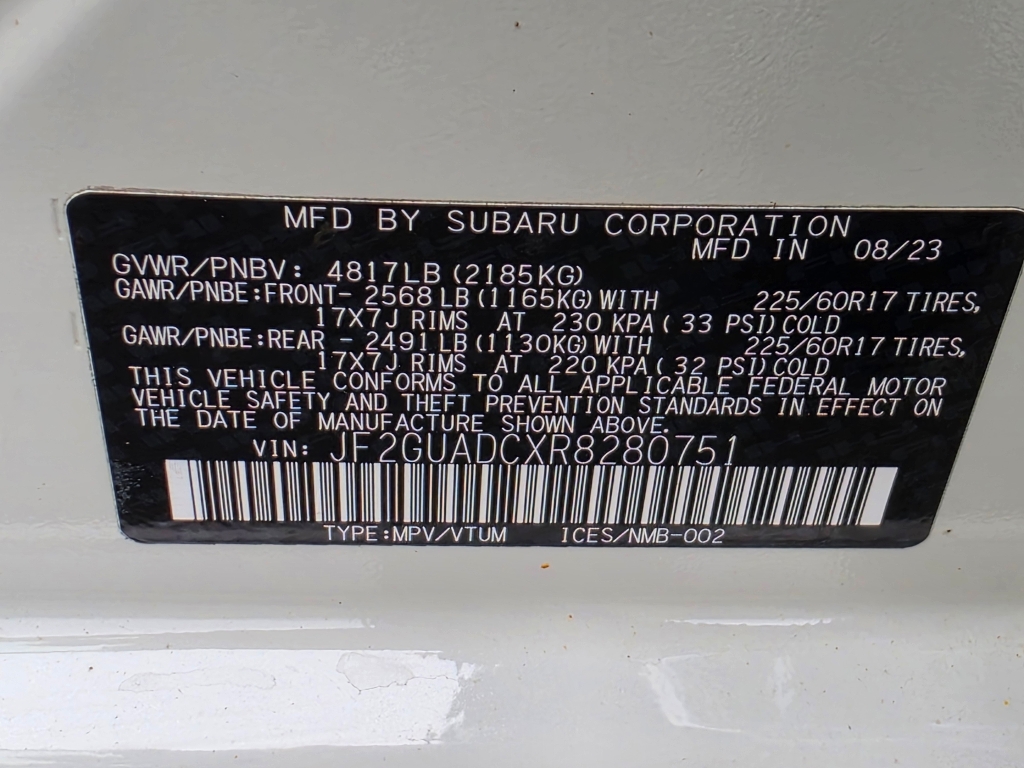 MFD BY SUBARU CORPORATION
MFD IN 08/23
GVWR/PNBV: 4817LB (2185KG)
GAWR/PNBE:FRONT- 2568 LB (1165KG) WITH 225/60R17 TIRES,
17X7J RIMS AT 230 KPA ( 33 PSI) COLD
GAWR/PNBE:REAR - 2491 LB (1130KG) WITH 225/60R17 TIRES,
17X7J RIMS AT 220 KPA ( 32 PSI) COLD
THIS VEHICLE CONFORMS TO ALL APPLICABLE FEDERAL MOTOR
VEHICLE SAFETY AND THEFT PREVENTION STANDARDS IN EFFECT ON
THE DATE OF MANUFACTURE SHOWN ABOVE.
VIN: JF2GUADCXR8280751
TYPE:MPV/VTUM ICES/NMB-002